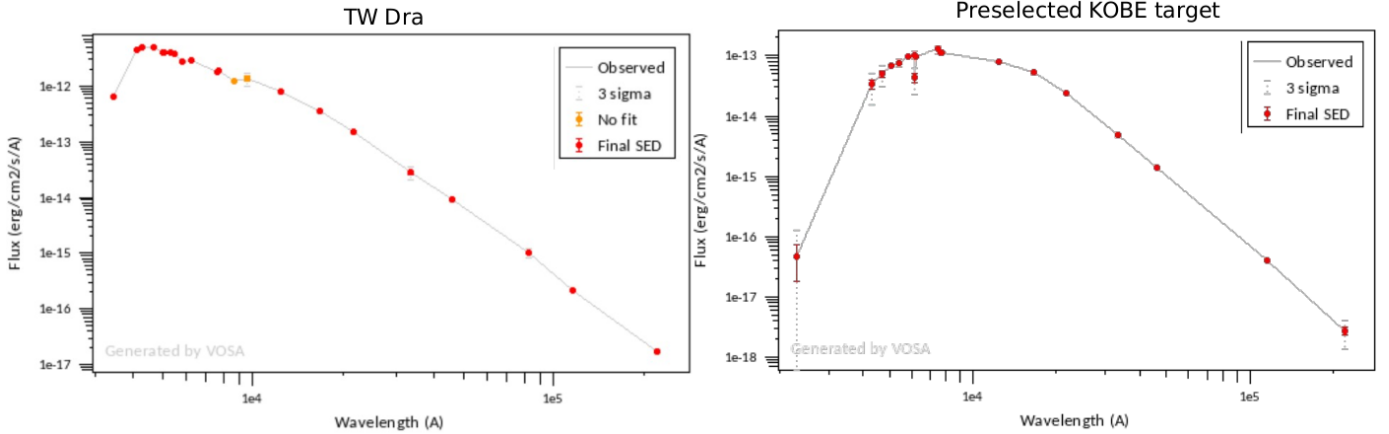 TW Dra
Flux (erg/cm2/s/A)
1e-12
1e-13
1e-14
1e-15
1e-16
1e-17
Observed
3 sigma
No fit
Final SED
Generated by VOSA
1e4
1e5
Wavelength (A)
Preselected KOBE target
Flux (erg/cm2/s/A)
1e-13
1e-14
1e-15
1e-16
1e-17
1e-18
Observed
3 sigma
Final SED
Generated by VOSA
1e4
1e5
Wavelength (A)